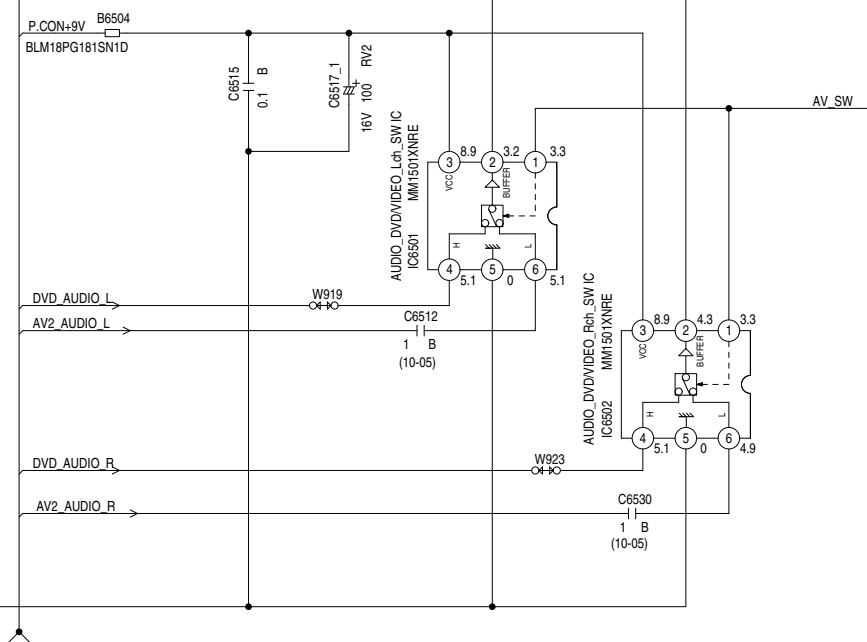 B6504
P.CON+9V
BLM18PG181SN1D
C6515
0.1 B
C6517_1
16V 100 RV2
AV_SW
AUDIO_DVD/VIDEO_Lch_SW IC
MM1501XNRE
IC6501
3 8.9 2 3.2 1 3.3
VCC
BUFFER
H L
4 5.1 5 0 6 5.1
DVD_AUDIO_L
W919
AV2_AUDIO_L
C6512
1 B
(10-05)
AUDIO_DVD/VIDEO_Rch_SW IC
MM1501XNRE
IC6502
3 8.9 2 4.3 1 3.3
VCC
BUFFER
H L
4 5.1 5 0 6 4.9
DVD_AUDIO_R
W923
AV2_AUDIO_R
C6530
1 B
(10-05)